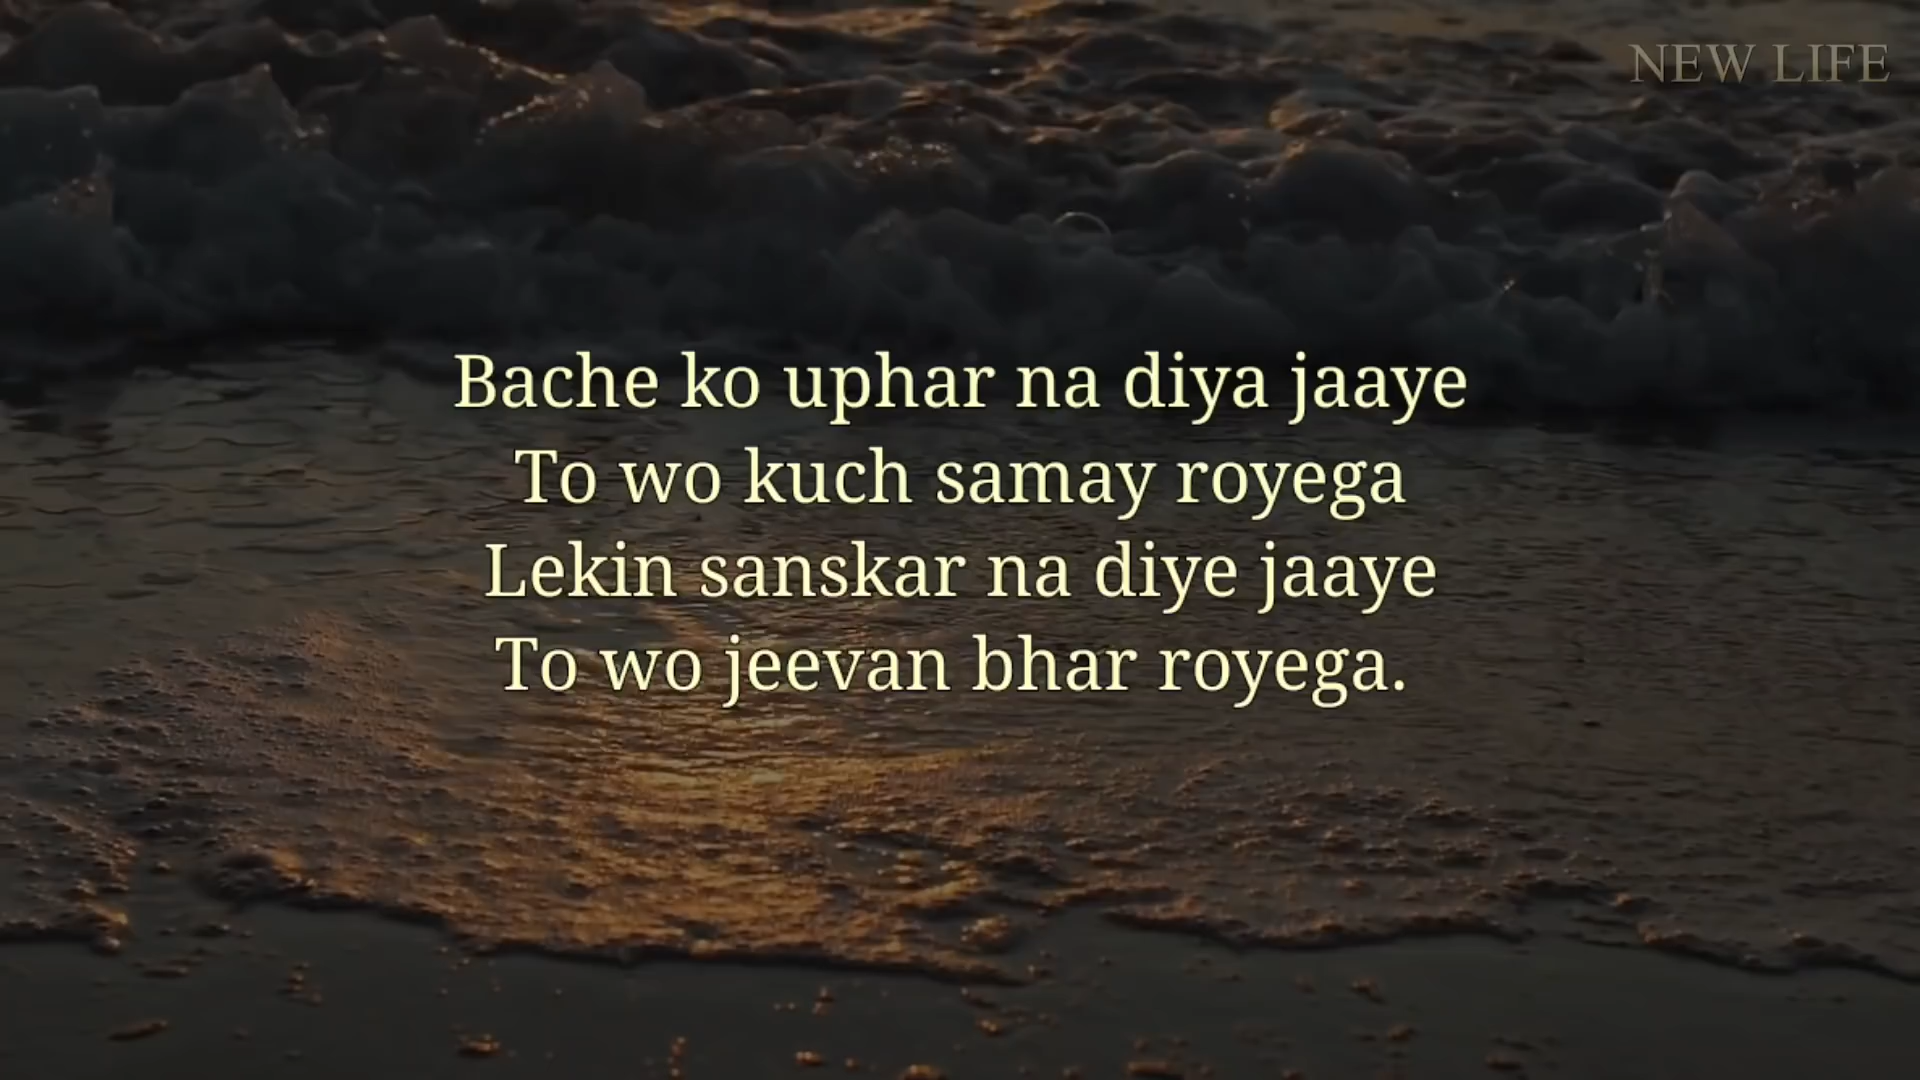 NEW LIFE
Bache ko uphar na diya jaaye
To wo kuch samay royega
Lekin sanskar na diye jaaye
To wo jeevan bhar royega.